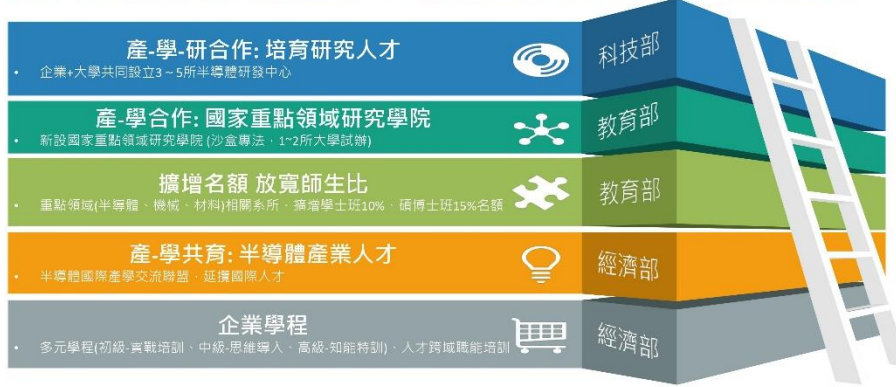 產-學-研合作: 培育研究人才
• 企業+大學共同設立3～5所半導體研發中心
科技部
產-學合作: 國家重點領域研究學院
• 新設國家重點領域研究學院 (沙盒專法，1~2所大學試辦)
教育部
擴增名額 放寬師生比
• 重點領域(半導體、機械、材料)相關系所，擴增學士班10%，碩博士班15%名額
教育部
產-學共育: 半導體產業人才
• 半導體國際產學交流聯盟，延攬國際人才
經濟部
企業學程
• 多元學程(初級-實戰培訓、中級-思維導入、高級-知能特訓)，人才跨域職能培訓
經濟部